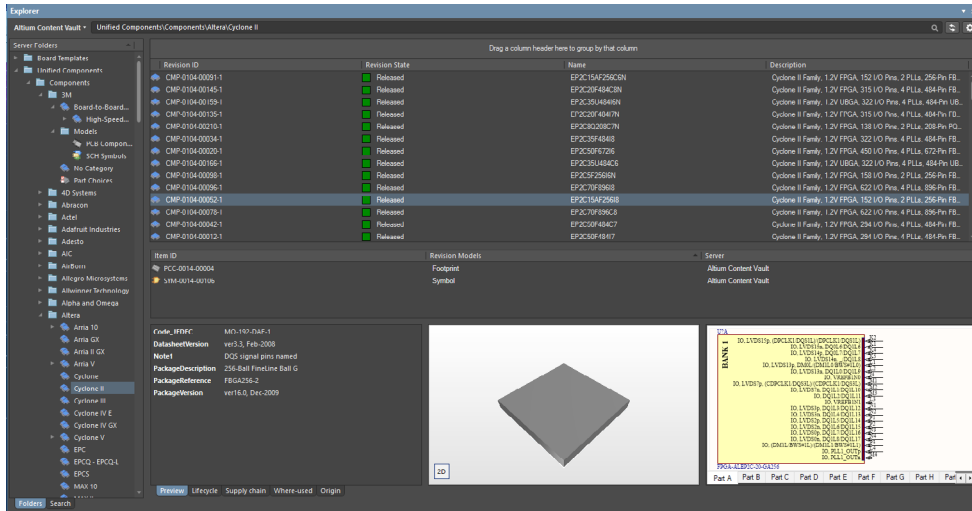 Explorer
Altium Content Vault
Unified Components\Components\Altera\Cyclone II
Server Folders
Board Templates
Unified Components
Components
3M
Board-to-Board...
High-Speed...
Models
PCB Compon...
SCH Symbols
No Category
Part Choices
4D Systems
Abracon
Actel
Adafruit Industries
Adesto
AIC
AirBorn
Allegro Microsystems
Allwinner Technology
Alpha and Omega
Altera
Arria 10
Arria GX
Arria II GX
Arria V
Cyclone
Cyclone II
Cyclone III
Cyclone IV E
Cyclone IV GX
Cyclone V
EPC
EPCQ - EPCQ-L
EPCS
MAX 10
Folders Search
Drag a column header here to group by that column
Revision ID Revision State Name Description
CMP-0104-00091-1 Released EP2C15AF256C6N Cyclone II Family, 1.2V FPGA, 152 I/O Pins, 2 PLLs, 256-Pin FB...
CMP-0104-00145-1 Released EP2C20F484C8N Cyclone II Family, 1.2V FPGA, 315 I/O Pins, 4 PLLs, 484-Pin FB...
CMP-0104-00159-1 Released EP2C35U484I6N Cyclone II Family, 1.2V UBGA, 322 I/O Pins, 4 PLLs, 484-Pin UB...
CMP-0104-00135-1 Released EP2C20F484I7N Cyclone II Family, 1.2V FPGA, 315 I/O Pins, 4 PLLs, 484-Pin FB...
CMP-0104-00210-1 Released EP2C8Q208C7N Cyclone II Family, 1.2V FPGA, 138 I/O Pins, 2 PLLs, 208-Pin PQ...
CMP-0104-00034-1 Released EP2C35F484I8 Cyclone II Family, 1.2V FPGA, 322 I/O Pins, 4 PLLs, 484-Pin FB...
CMP-0104-00020-1 Released EP2C50F672I6 Cyclone II Family, 1.2V FPGA, 450 I/O Pins, 4 PLLs, 672-Pin FB...
CMP-0104-00166-1 Released EP2C35U484C6 Cyclone II Family, 1.2V UBGA, 322 I/O Pins, 4 PLLs, 484-Pin UB...
CMP-0104-00098-1 Released EP2C5F256I6N Cyclone II Family, 1.2V FPGA, 158 I/O Pins, 2 PLLs, 256-Pin FB...
CMP-0104-00096-1 Released EP2C70F896I8 Cyclone II Family, 1.2V FPGA, 622 I/O Pins, 4 PLLs, 896-Pin FB...
CMP-0104-00052-1 Released EP2C15AF256I8 Cyclone II Family, 1.2V FPGA, 152 I/O Pins, 2 PLLs, 256-Pin FB...
CMP-0104-00078-1 Released EP2C70F896C8 Cyclone II Family, 1.2V FPGA, 622 I/O Pins, 4 PLLs, 896-Pin FB...
CMP-0104-00042-1 Released EP2C50F484C7 Cyclone II Family, 1.2V FPGA, 294 I/O Pins, 4 PLLs, 484-Pin FB...
CMP-0104-00012-1 Released EP2C50F484I7 Cyclone II Family, 1.2V FPGA, 294 I/O Pins, 4 PLLs, 484-Pin FB...
Item ID Revision Models Server
PCC-0014-00004 Footprint Altium Content Vault
SYM-0014-00106 Symbol Altium Content Vault
Code_JEDEC MO-192-DAF-1
DatasheetVersion ver3.3, Feb-2008
Note1 DQS signal pins named
PackageDescription 256-Ball FineLine Ball G
PackageReference FBGA256-2
PackageVersion ver16.0, Dec-2009
2D
Preview Lifecycle Supply chain Where-used Origin
BANK 1
FPGA-ALEP2C-20-GA256
Part A Part B Part C Part D Part E Part F Part G Part H Part